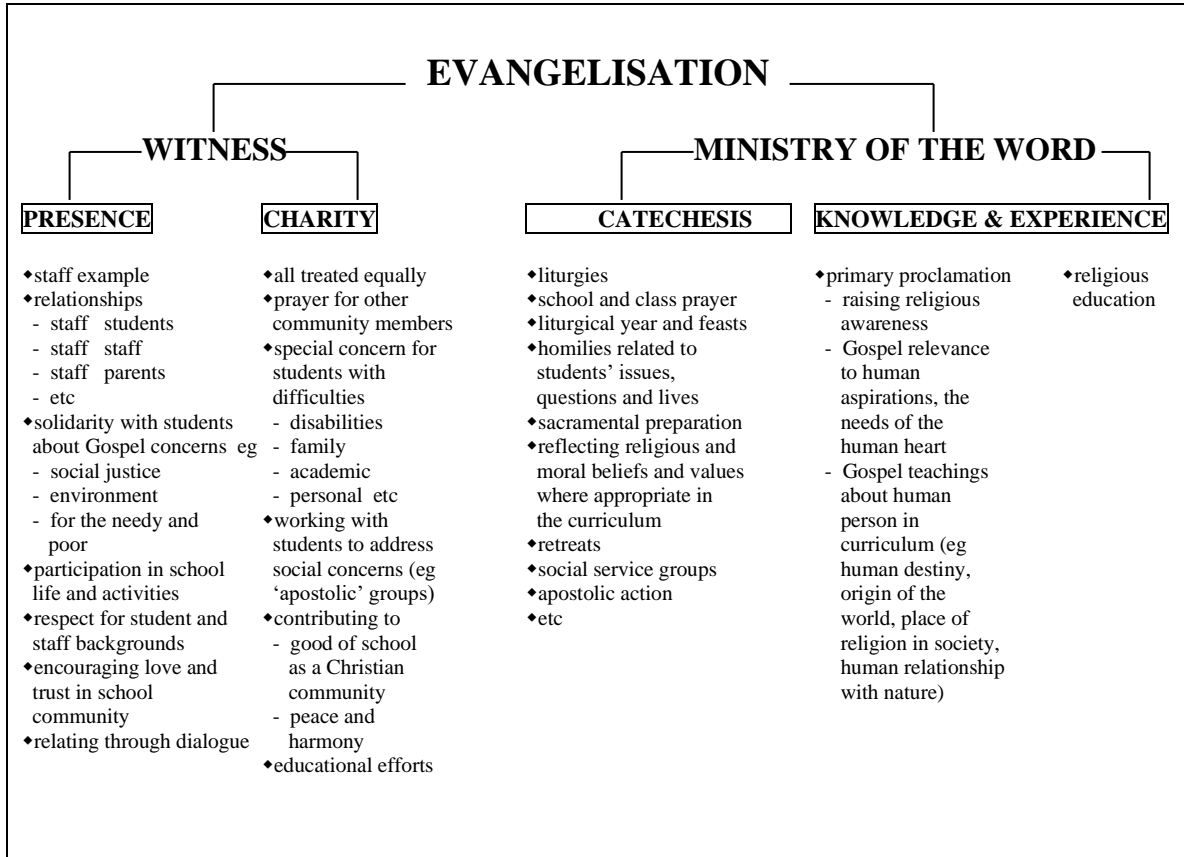 EVANGELISATION
WITNESS
MINISTRY OF THE WORD
PRESENCE
◆staff example
◆relationships
- staff students
- staff staff
- staff parents
- etc
◆solidarity with students
about Gospel concerns eg
- social justice
- environment
- for the needy and
poor
◆participation in school
life and activities
◆respect for student and
staff backgrounds
◆encouraging love and
trust in school
community
◆relating through dialogue
CHARITY
◆all treated equally
◆prayer for other
community members
◆special concern for
students with
difficulties
- disabilities
- family
- academic
- personal etc
◆working with
students to address
social concerns (eg
‘apostolic’ groups)
◆contributing to
- good of school
as a Christian
community
- peace and
harmony
◆educational efforts
CATECHESIS
◆liturgies
◆school and class prayer
◆liturgical year and feasts
◆homilies related to
students’ issues,
questions and lives
◆sacramental preparation
◆reflecting religious and
moral beliefs and values
where appropriate in
the curriculum
◆retreats
◆social service groups
◆apostolic action
◆etc
KNOWLEDGE & EXPERIENCE
◆primary proclamation
- raising religious
awareness
- Gospel relevance
to human
aspirations, the
needs of the
human heart
- Gospel teachings
about human
person in
curriculum (eg
human destiny,
origin of the
world, place of
religion in society,
human relationship
with nature)
◆religious
education